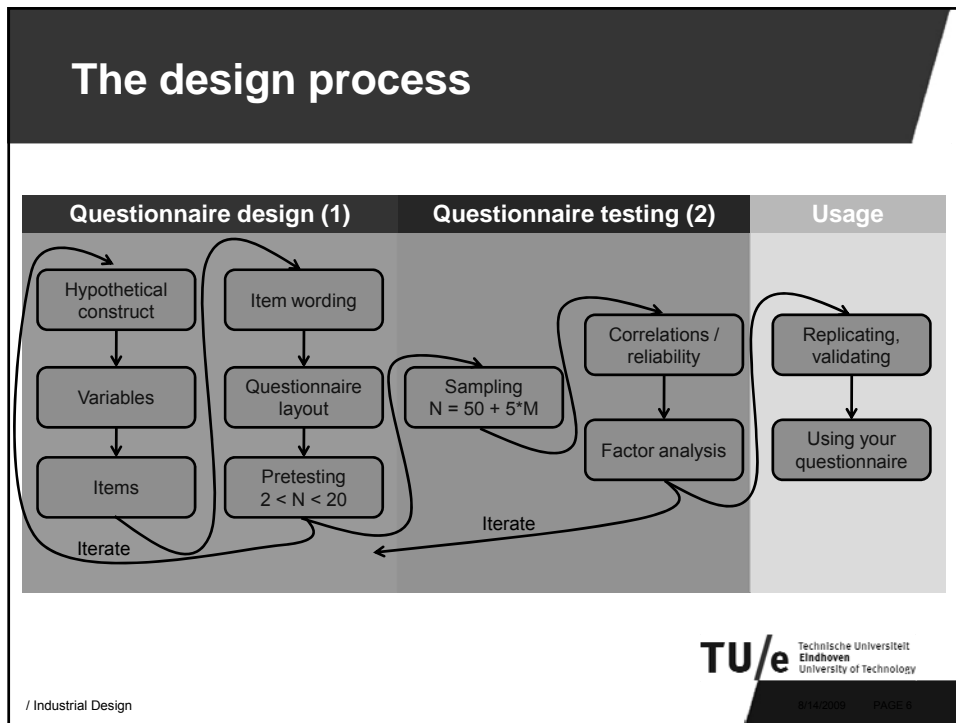 The design process
Questionnaire design (1)
Hypothetical
construct
Variables
Items
Item wording
Questionnaire
layout
Pretesting
2 < N < 20
Iterate
Questionnaire testing (2)
Sampling
N = 50 + 5*M
Correlations /
reliability
Factor analysis
Iterate
Usage
Replicating,
validating
Using your
questionnaire
TU/e
Technische Universiteit
Eindhoven
University of Technology
/ Industrial Design
8/14/2009 PAGE 6